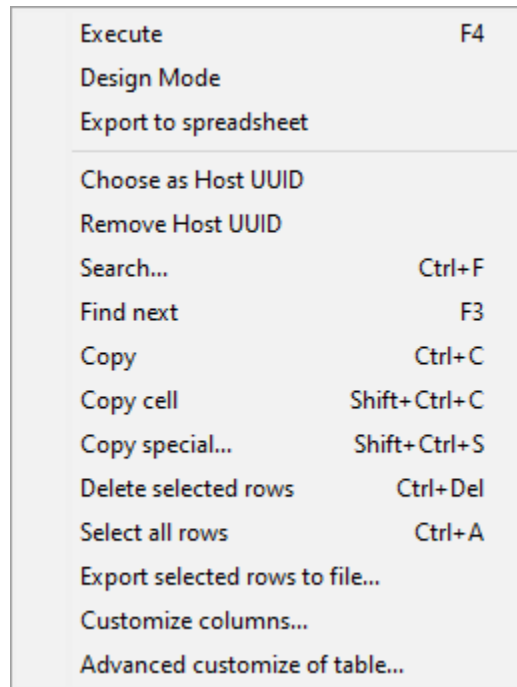 Execute F4
Design Mode
Export to spreadsheet
Choose as Host UUID
Remove Host UUID
Search... Ctrl+F
Find next F3
Copy Ctrl+C
Copy cell Shift+Ctrl+C
Copy special... Shift+Ctrl+S
Delete selected rows Ctrl+Del
Select all rows Ctrl+A
Export selected rows to file...
Customize columns...
Advanced customize of table...